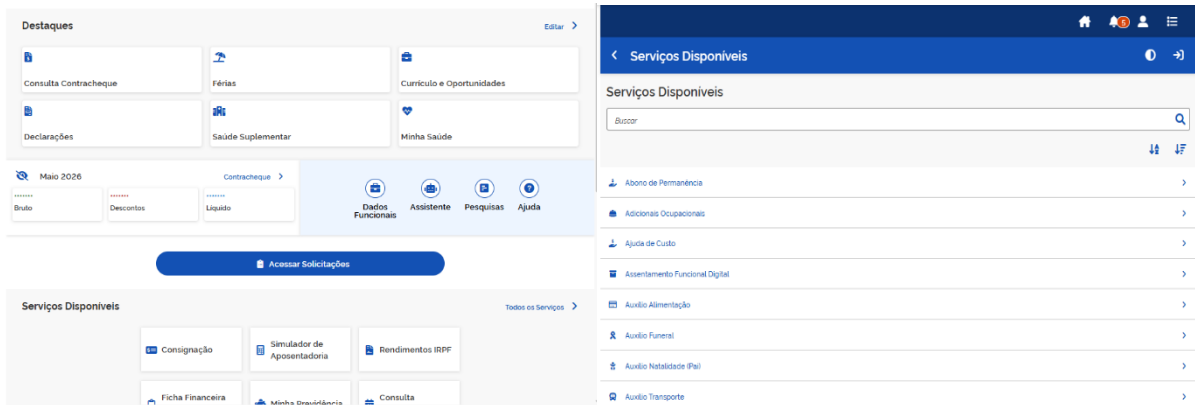 Destaques
Editar
Consulta Contracheque
Férias
Currículo e Oportunidades
Declarações
Saúde Suplementar
Minha Saúde
Maio 2026
Contracheque
*******
*******
*******
Bruto
Descontos
Líquido
Dados Funcionais
Assistente
Pesquisas
Ajuda
Acessar Solicitações
Serviços Disponíveis
Todos os Serviços
Consignação
Simulador de
Aposentadoria
Rendimentos IRPF
Ficha Financeira
Minha Previdência
Consulta
5
Serviços Disponíveis
Serviços Disponíveis
Buscar
Abono de Permanência
Adicionais Ocupacionais
Ajuda de Custo
Assentamento Funcional Digital
Auxílio Alimentação
Auxílio Funeral
Auxílio Natalidade (Pai)
Auxílio Transporte